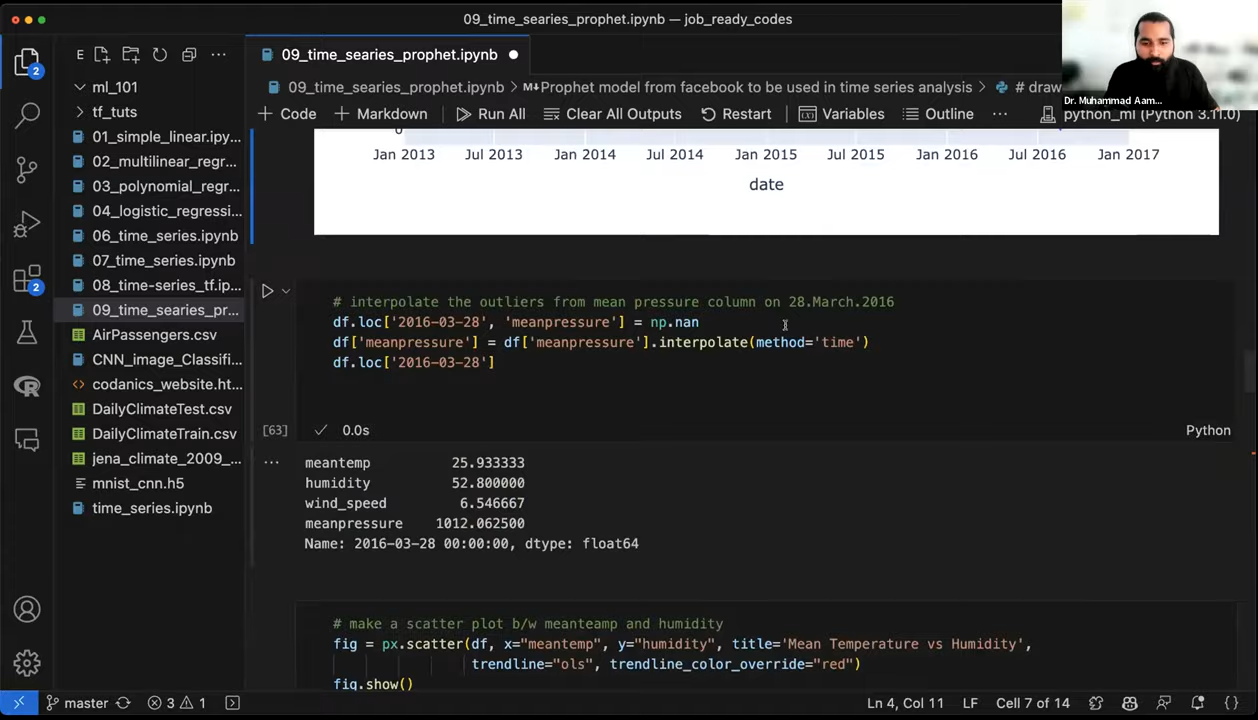 09_time_searies_prophet.ipynb — job_ready_codes
E
ml_101
tf_tuts
01_simple_linear.ipy...
02_multilinear_regr...
03_polynomial_regr...
04_logistic_regressi...
06_time_series.ipynb
07_time_series.ipynb
08_time-series_tf.ip...
09_time_searies_pr...
AirPassengers.csv
CNN_image_Classifi...
codanics_website.ht...
DailyClimateTest.csv
DailyClimateTrain.csv
jena_climate_2009_...
mnist_cnn.h5
time_series.ipynb
2
2
09_time_searies_prophet.ipynb
09_time_searies_prophet.ipynb > M↓Prophet model from facebook to be used in time series analysis > # draw
+ Code + Markdown Run All Clear All Outputs Restart Variables Outline ... python_ml (Python 3.11.0)
Dr. Muhammad Aam...
0
Jan 2013 Jul 2013 Jan 2014 Jul 2014 Jan 2015 Jul 2015 Jan 2016 Jul 2016 Jan 2017
date
# interpolate the outliers from mean pressure column on 28.March.2016
df.loc['2016-03-28', 'meanpressure'] = np.nan
df['meanpressure'] = df['meanpressure'].interpolate(method='time')
df.loc['2016-03-28']
[63] 0.0s Python
...
meantemp 25.933333
humidity 52.800000
wind_speed 6.546667
meanpressure 1012.062500
Name: 2016-03-28 00:00:00, dtype: float64
# make a scatter plot b/w meanteamp and humidity
fig = px.scatter(df, x="meantemp", y="humidity", title='Mean Temperature vs Humidity',
trendline="ols", trendline_color_override="red")
fig.show()
master 3 1 Ln 4, Col 11 LF Cell 7 of 14